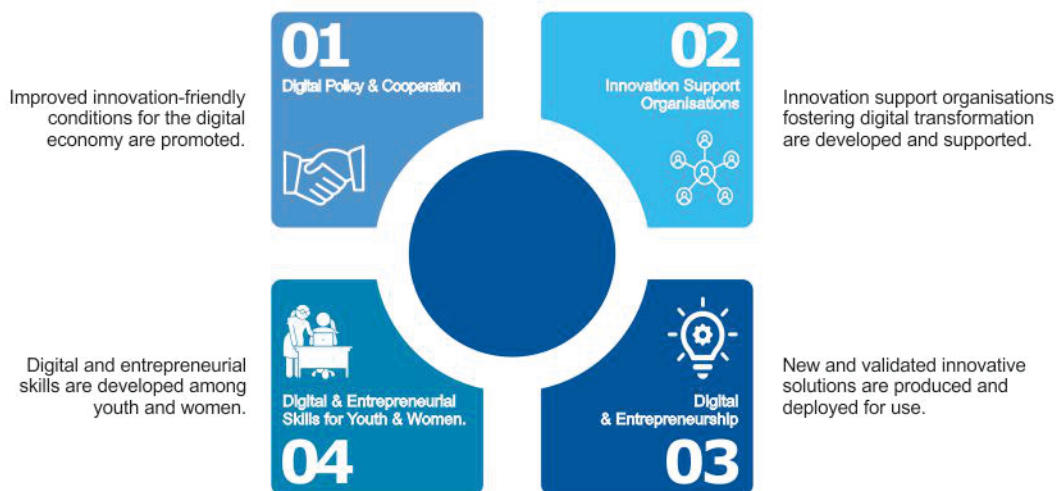 Improved innovation-friendly
conditions for the digital
economy are promoted.
01
Digital Policy & Cooperation
02
Innovation Support
Organisations
Innovation support organisations
fostering digital transformation
are developed and supported.
Digital and entrepreneurial
skills are developed among
youth and women.
Digital & Entrepreneurial
Skills for Youth & Women.
04
Digital
& Entrepreneurship
03
New and validated innovative
solutions are produced and
deployed for use.